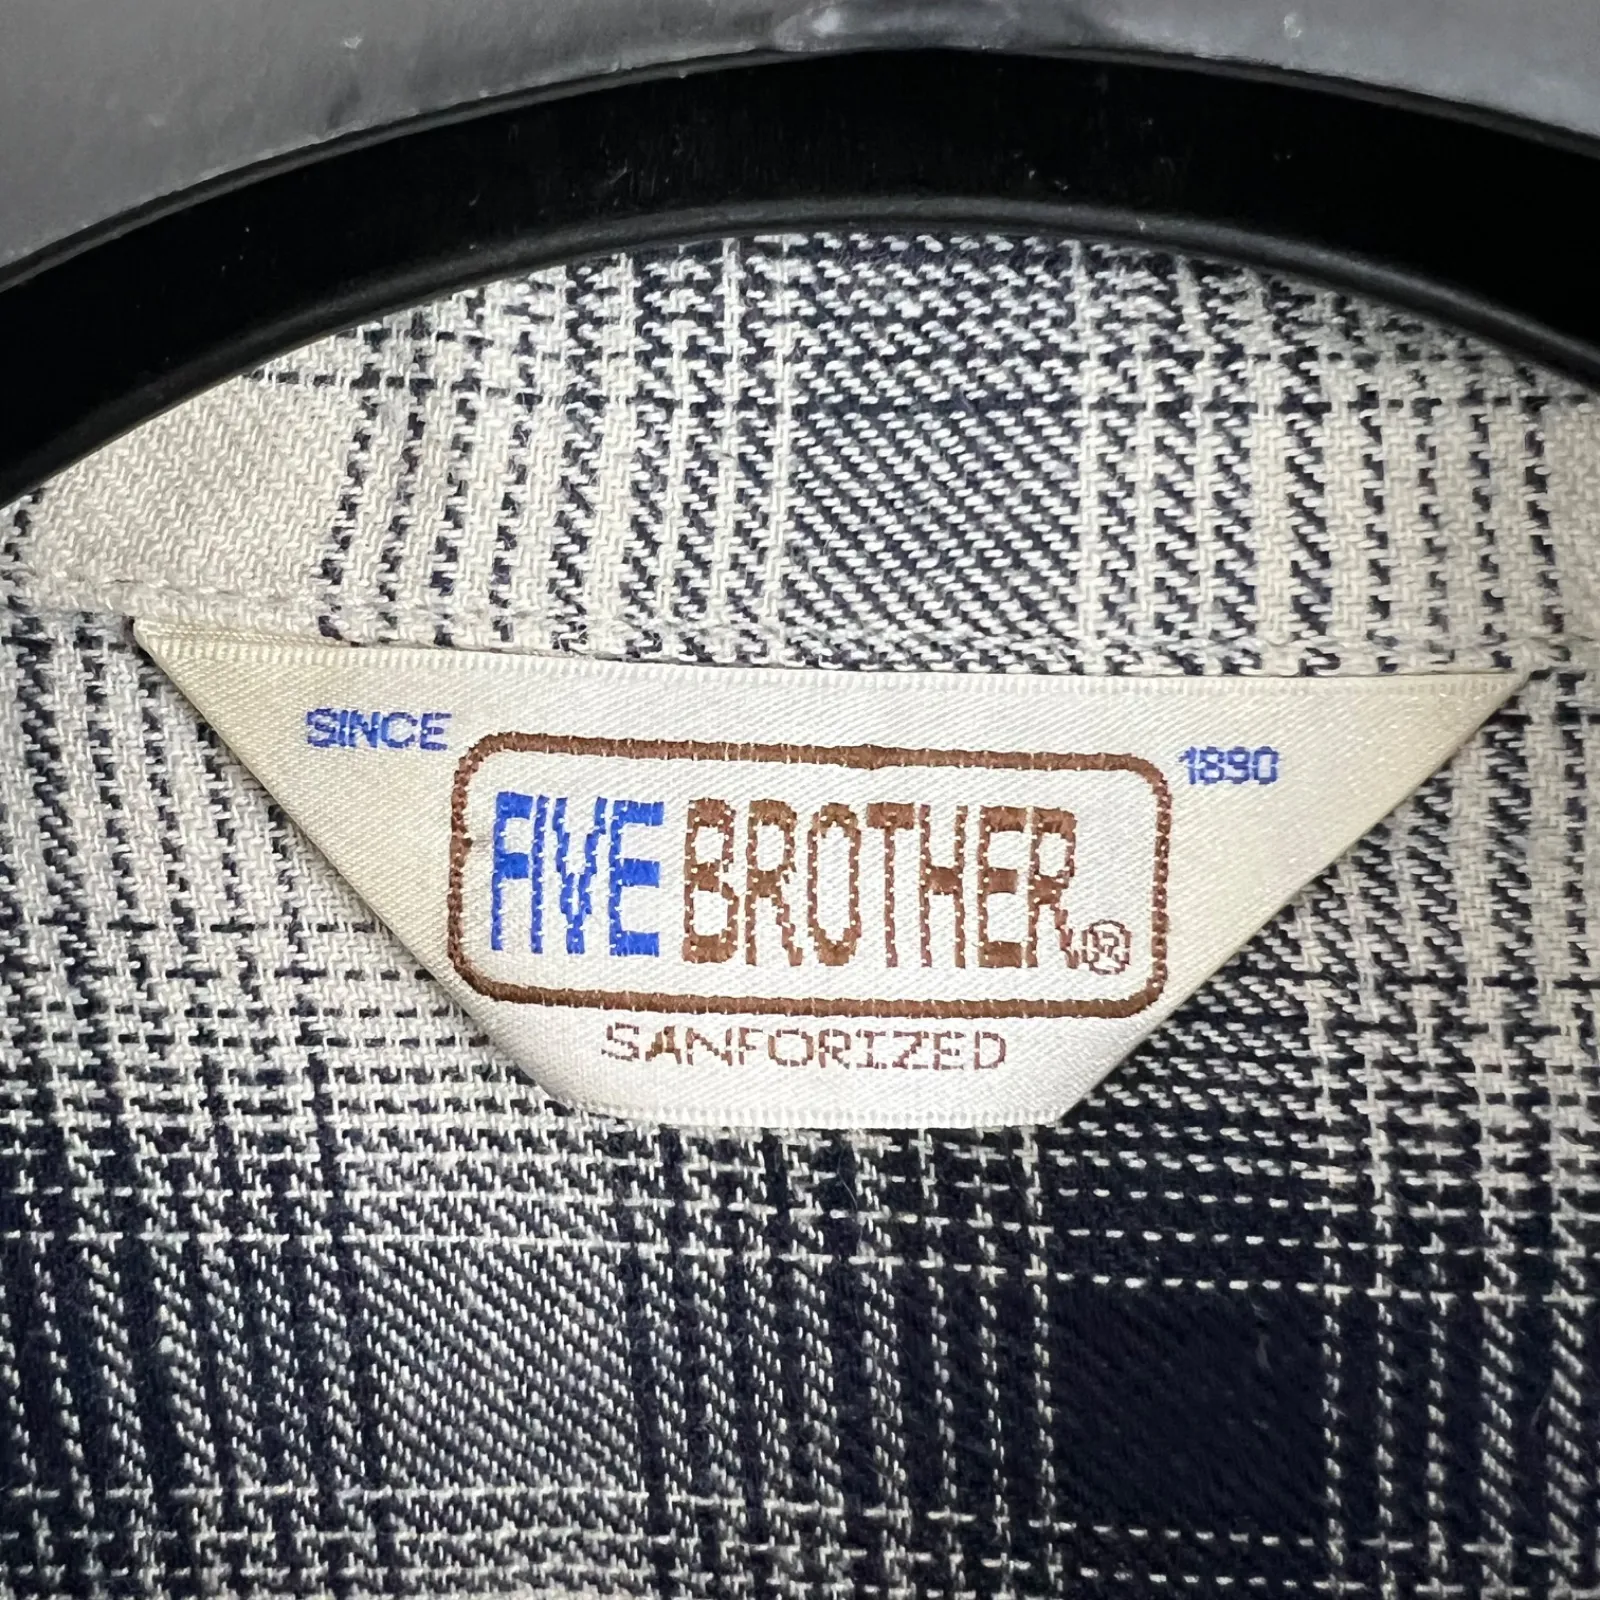 SINCE 1890
FIVE BROTHER®
SANFORIZED